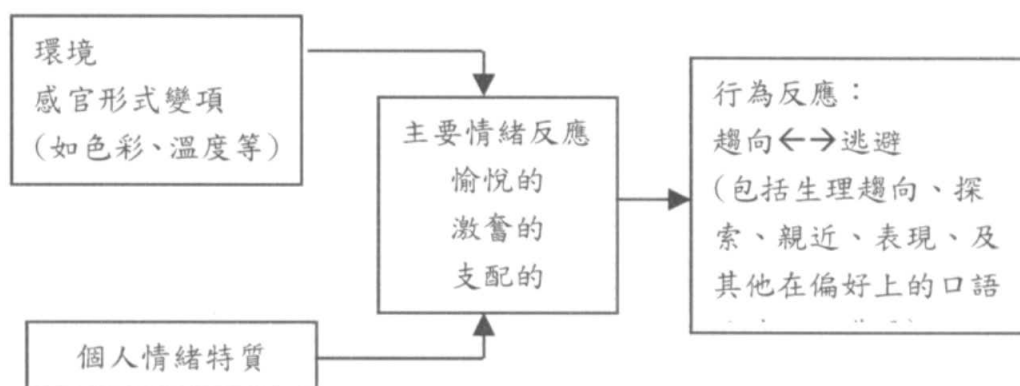 環境
感官形式變項
(如色彩、溫度等)
主要情緒反應
愉悅的
激奮的
支配的
行為反應：
趨向←→逃避
(包括生理趨向、探
索、親近、表現、及
其他在偏好上的口語
個人情緒特質